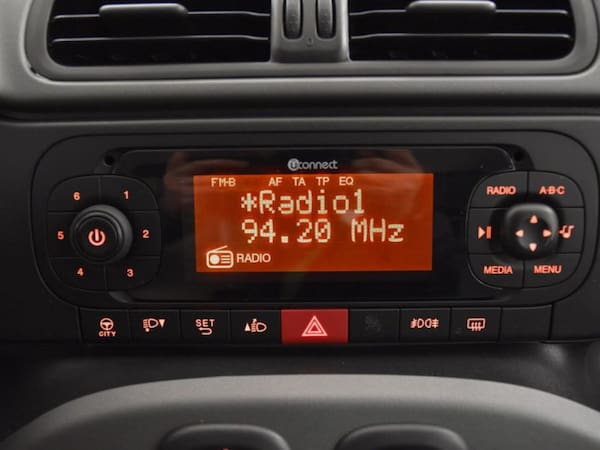 Uconnect
FM-B AF TA TP EQ
*Radio1
94.20 MHz
RADIO
6 1
5 2
4 3
RADIO A·B·C
MEDIA MENU
CITY
SET